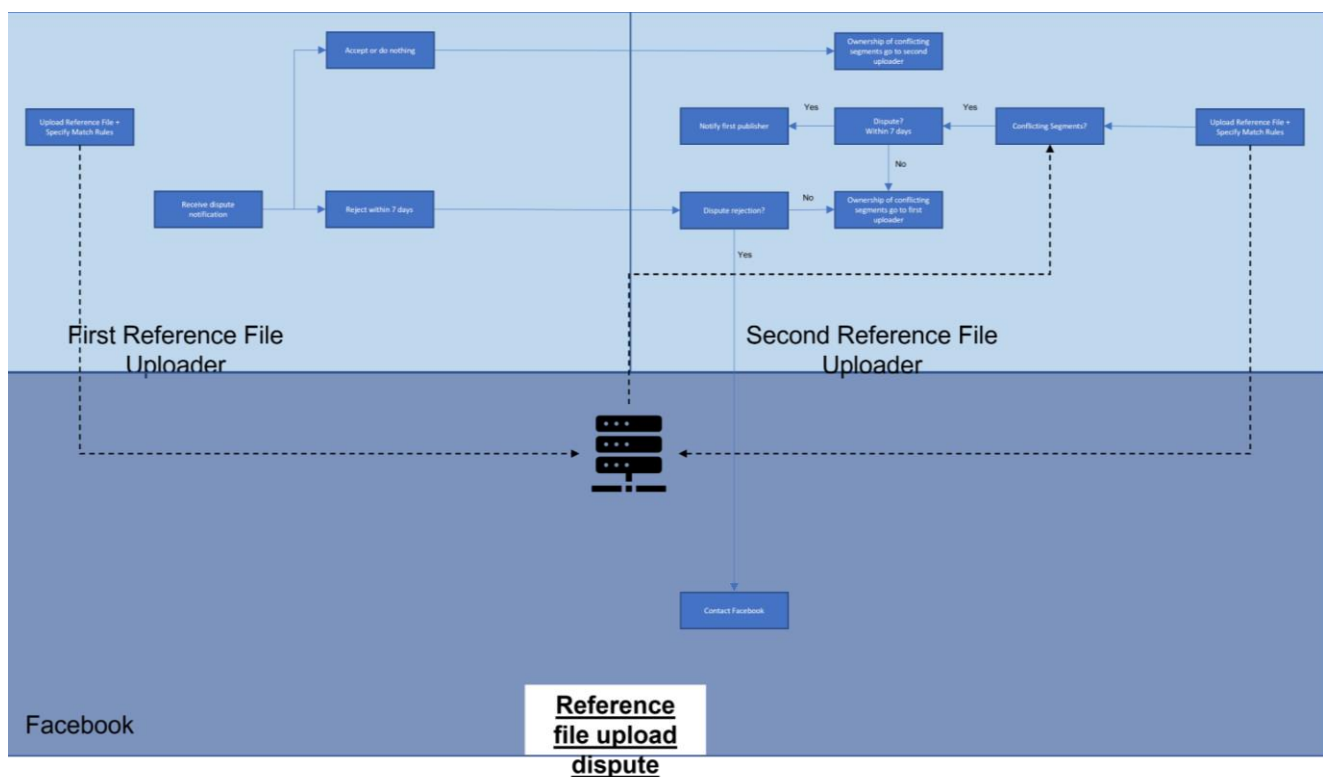 Accept or do nothing
Ownership of conflicting
segments go to second
uploader
Upload Reference File +
Specify Match Rules
Yes
Yes
Notify first publisher
Dispute?
Within 7 days
Conflicting Segments?
Upload Reference File +
Specify Match Rules
No
Receive dispute
notification
Reject within 7 days
Dispute rejection?
No
Ownership of conflicting
segments go to first
uploader
Yes
First Reference File
Uploader
Second Reference File
Uploader
Contact Facebook
Facebook
Reference
file upload
dispute